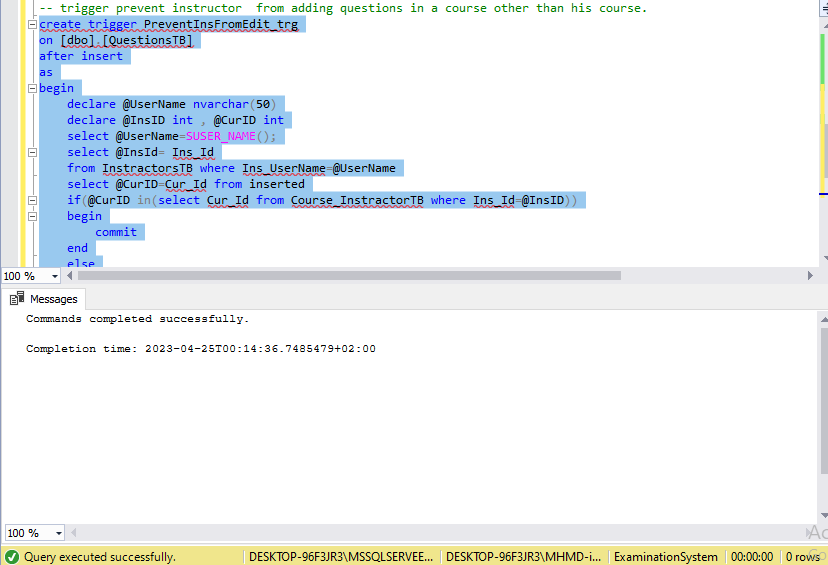 -- trigger prevent instructor  from adding questions in a course other than his course.
create trigger PreventInsFromEdit_trg
on [dbo].[QuestionsTB]
after insert
as
begin
    declare @UserName nvarchar(50)
    declare @InsID int , @CurID int
    select @UserName=SUSER_NAME();
    select @InsId= Ins_Id
    from InstractorsTB where Ins_UserName=@UserName
    select @CurID=Cur_Id from inserted
    if(@CurID in(select Cur_Id from Course_InstractorTB where Ins_Id=@InsID))
    begin
        commit
    end
    else
100 %
Messages
Commands completed successfully.
Completion time: 2023-04-25T00:14:36.7485479+02:00
100 %
Query executed successfully.
DESKTOP-96F3JR3\MSSQLSERVEE...
DESKTOP-96F3JR3\MHMD-i...
ExaminationSystem
00:00:00
0 rows